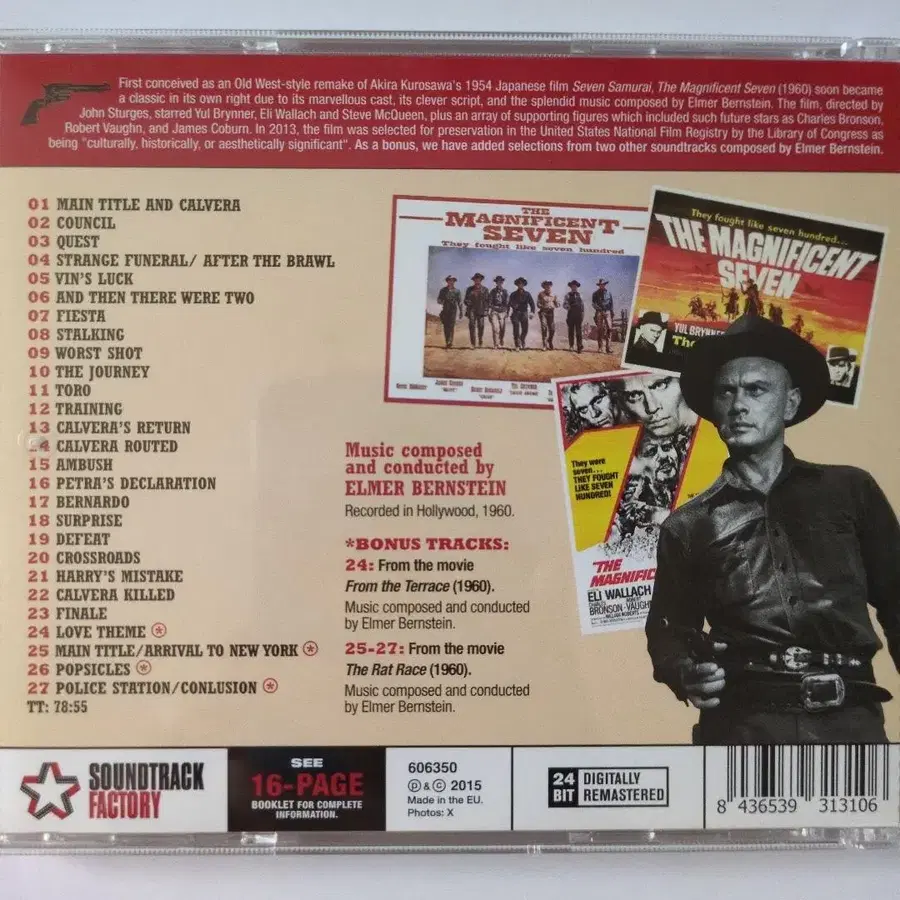 First conceived as an Old West-style remake of Akira Kurosawa's 1954 Japanese film Seven Samurai, The Magnificent Seven (1960) soon became
a classic in its own right due to its marvellous cast, its clever script, and the splendid music composed by Elmer Bernstein. The film, directed by
John Sturges, starred Yul Brynner, Eli Wallach and Steve McQueen, plus an array of supporting figures which included such future stars as Charles Bronson,
Robert Vaughn, and James Coburn. In 2013, the film was selected for preservation in the United States National Film Registry by the Library of Congress as
being "culturally, historically, or aesthetically significant". As a bonus, we have added selections from two other soundtracks composed by Elmer Bernstein.
01 MAIN TITLE AND CALVERA
02 COUNCIL
03 QUEST
04 STRANGE FUNERAL/ AFTER THE BRAWL
05 VIN'S LUCK
06 AND THEN THERE WERE TWO
07 FIESTA
08 STALKING
09 WORST SHOT
10 THE JOURNEY
11 TORO
12 TRAINING
13 CALVERA'S RETURN
14 CALVERA ROUTED
15 AMBUSH
16 PETRA'S DECLARATION
17 BERNARDO
18 SURPRISE
19 DEFEAT
20 CROSSROADS
21 HARRY'S MISTAKE
22 CALVERA KILLED
23 FINALE
24 LOVE THEME *
25 MAIN TITLE/ARRIVAL TO NEW YORK *
26 POPSICLES *
27 POLICE STATION/CONLUSION *
TT: 78:55
THE
MAGNIFICENT
SEVEN
They fought like seven hundred
They fought like seven hundred...
THE MAGNIFICENT
SEVEN
YUL BRYNNE
They were
seven...
THEY FOUGHT
LIKE SEVEN
HUNDRED!
7
"THE
MAGNIFIC
ELI WALLACH
BRONSON-VAUGH
Music composed
and conducted by
ELMER BERNSTEIN
Recorded in Hollywood, 1960.
*BONUS TRACKS:
24: From the movie
From the Terrace (1960).
Music composed and conducted
by Elmer Bernstein.
25-27: From the movie
The Rat Race (1960).
Music composed and conducted
by Elmer Bernstein.
SOUNDTRACK
FACTORY
SEE
16-PAGE
BOOKLET FOR COMPLETE
INFORMATION.
606350
℗ & © 2015
Made in the EU.
Photos: X
24 BIT
DIGITALLY
REMASTERED
8 436539 313106